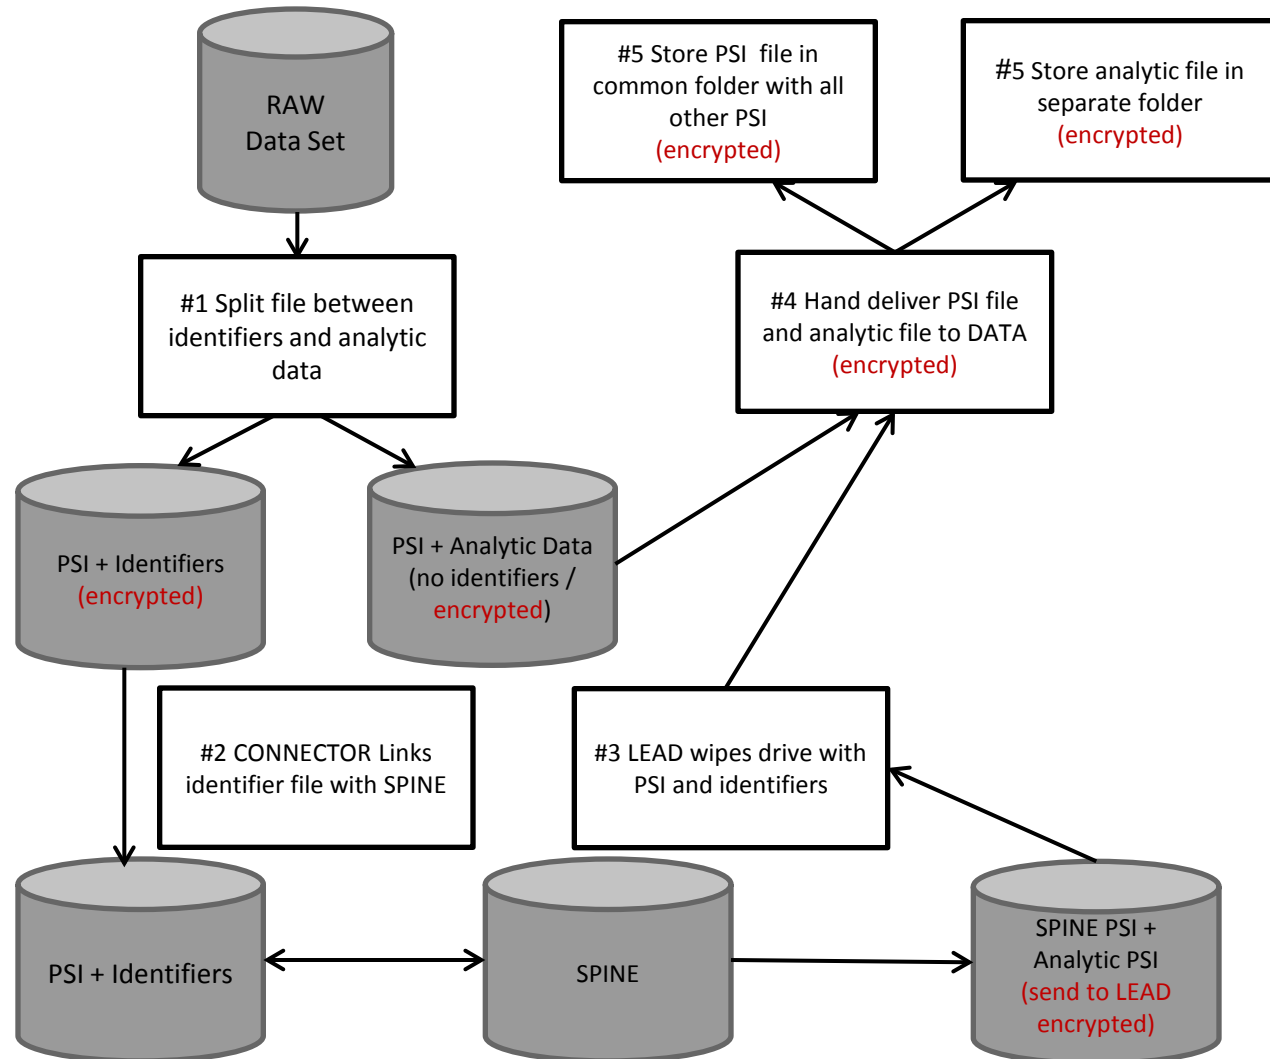 RAW
Data Set
#5 Store PSI file in
common folder with all
other PSI
(encrypted)
#5 Store analytic file in
separate folder
(encrypted)
#1 Split file between
identifiers and analytic
data
#4 Hand deliver PSI file
and analytic file to DATA
(encrypted)
PSI + Identifiers
(encrypted)
PSI + Analytic Data
(no identifiers /
encrypted)
#2 CONNECTOR Links
identifier file with SPINE
#3 LEAD wipes drive with
PSI and identifiers
PSI + Identifiers
SPINE
SPINE PSI +
Analytic PSI
(send to LEAD
encrypted)